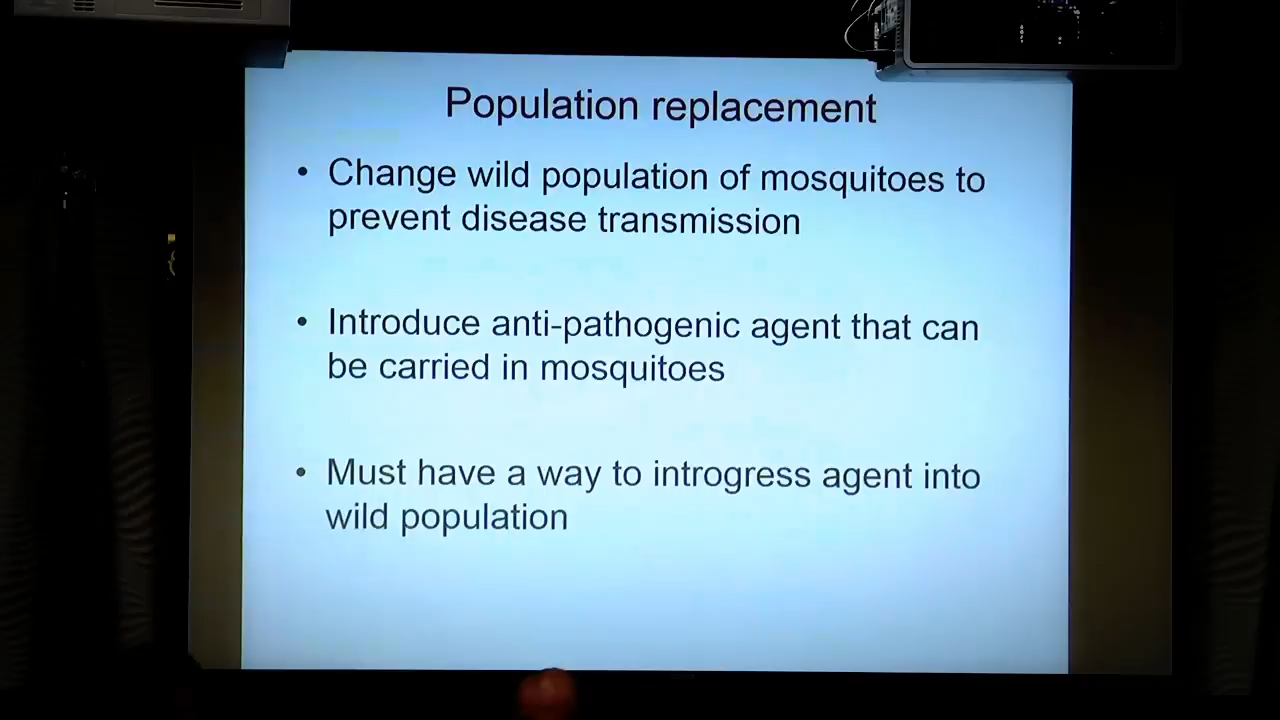 Population replacement
• Change wild population of mosquitoes to
prevent disease transmission
• Introduce anti-pathogenic agent that can
be carried in mosquitoes
• Must have a way to introgress agent into
wild population